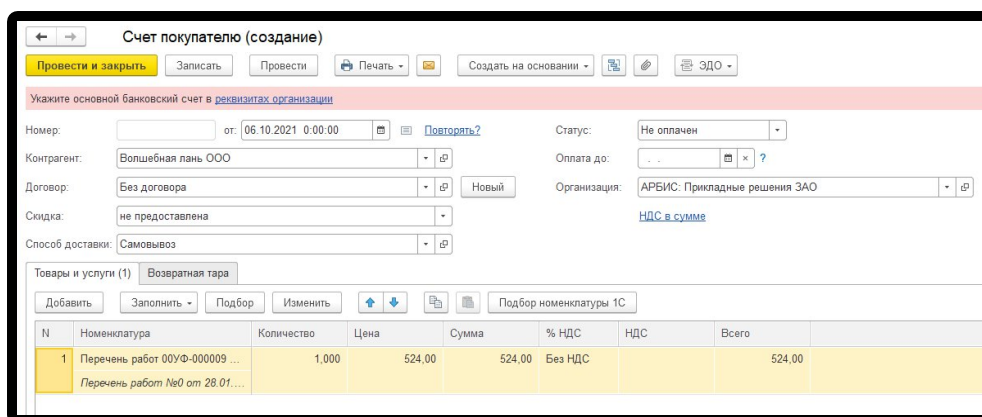 Счет покупателю (создание)
Провести и закрыть Записать Провести Печать Создать на основании ЭДО
Укажите основной банковский счет в реквизитах организации
Номер: от: 06.10.2021 0:00:00 Повторять? Статус: Не оплачен
Контрагент: Волшебная лань ООО Оплата до: . . ?
Договор: Без договора Новый Организация: АРБИС: Прикладные решения ЗАО
Скидка: не предоставлена НДС в сумме
Способ доставки: Самовывоз
Товары и услуги (1) Возвратная тара
Добавить Заполнить Подбор Изменить Подбор номенклатуры 1С
N Номенклатура Количество Цена Сумма % НДС НДС Всего
1 Перечень работ 00УФ-000009 ... 1,000 524,00 524,00 Без НДС 524,00
Перечень работ №0 от 28.01....